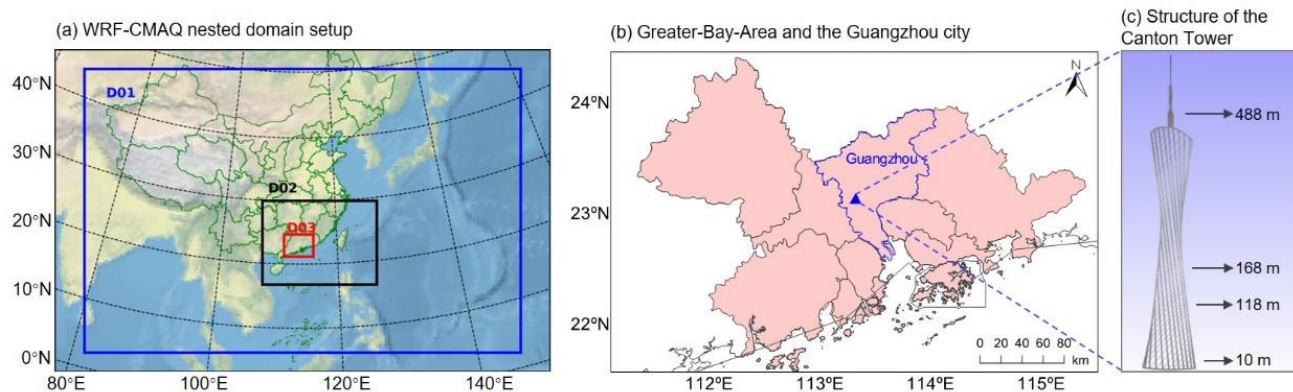 (a) WRF-CMAQ nested domain setup
D01
D02
D03
40°N
30°N
20°N
10°N
0°N
80°E
100°E
120°E
140°E
(b) Greater-Bay-Area and the Guangzhou city
24°N
23°N
22°N
112°E
113°E
114°E
115°E
Guangzhou
N
0 20 40 60 80
km
(c) Structure of the
Canton Tower
488 m
168 m
118 m
10 m